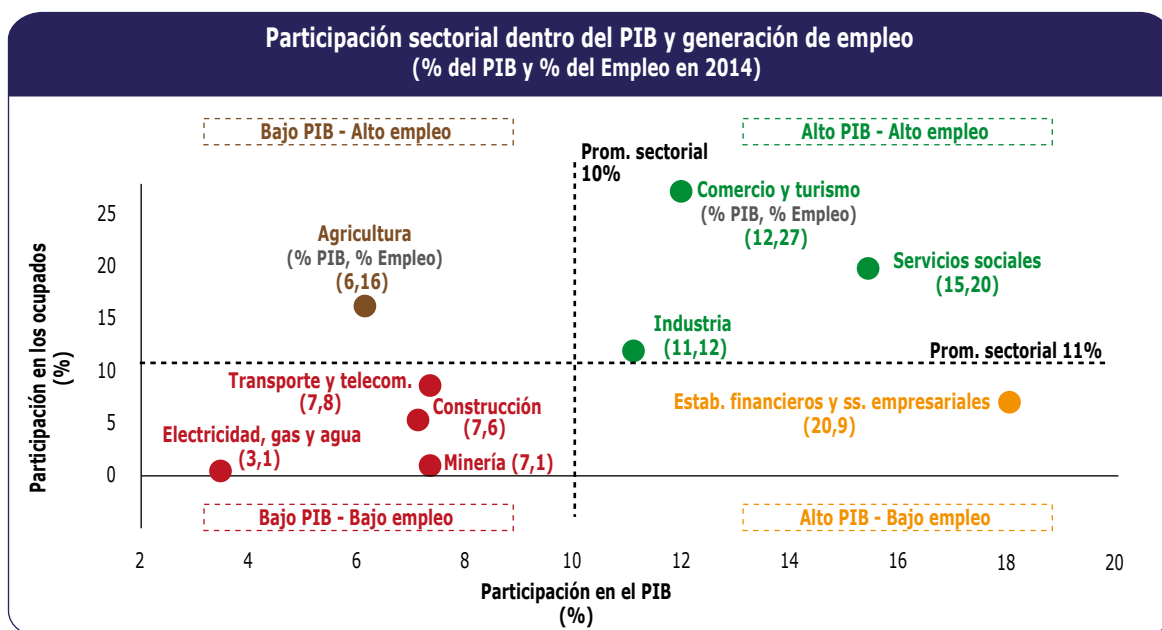 Participación sectorial dentro del PIB y generación de empleo
(% del PIB y % del Empleo en 2014)
Bajo PIB - Alto empleo
Alto PIB - Alto empleo
Prom. sectorial
10%
Comercio y turismo
(% PIB, % Empleo)
(12,27)
Agricultura
(% PIB, % Empleo)
(6,16)
Servicios sociales
(15,20)
Industria
(11,12)
Prom. sectorial 11%
Transporte y telecom.
(7,8)
Construcción
(7,6)
Estab. financieros y ss. empresariales
(20,9)
Electricidad, gas y agua
(3,1)
Minería (7,1)
Bajo PIB - Bajo empleo
Alto PIB - Bajo empleo
Participación en los ocupados
(%)
25
20
15
10
5
0
2 4 6 8 10 12 14 16 18 20
Participación en el PIB
(%)